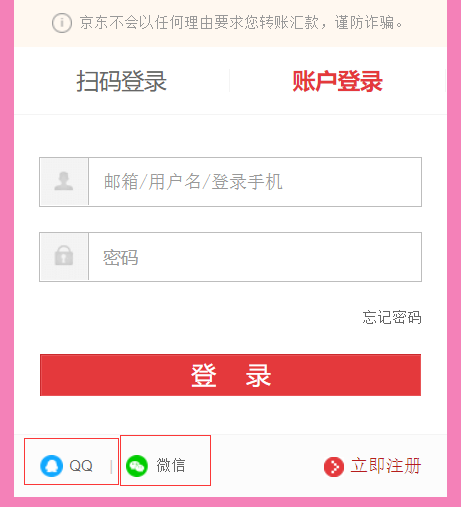 京东不会以任何理由要求您转账汇款，谨防诈骗。
扫码登录 账户登录
邮箱/用户名/登录手机
密码
忘记密码
登 录
QQ | 微信 立即注册